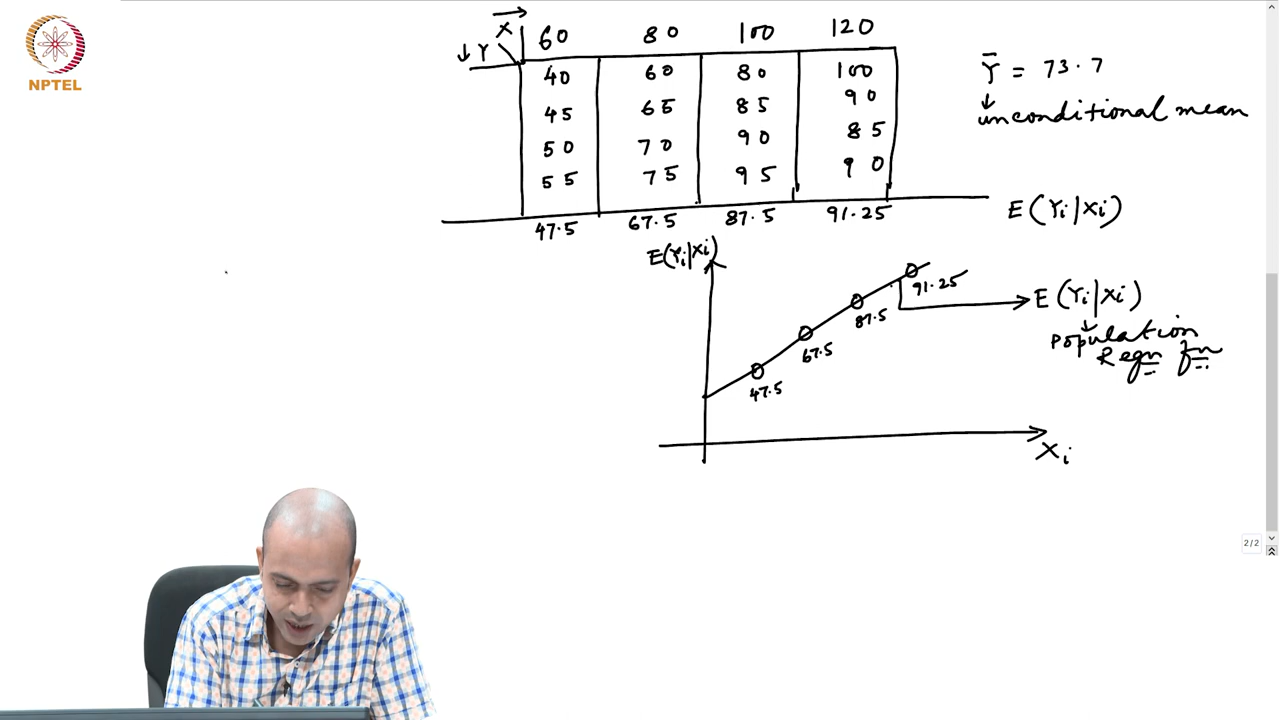 NPTEL
X 60 80 100 120
↓ Y
40 60 80 100
45 65 85 90
50 70 90 85
55 75 95 90
47.5 67.5 87.5 91.25 E(Yi|Xi)
Ȳ = 73.7
↓
unconditional mean
E(Yi|Xi)
47.5
67.5
87.5
91.25
E(Yi|Xi)
↓
Population
Regn fn
Xi
2/2